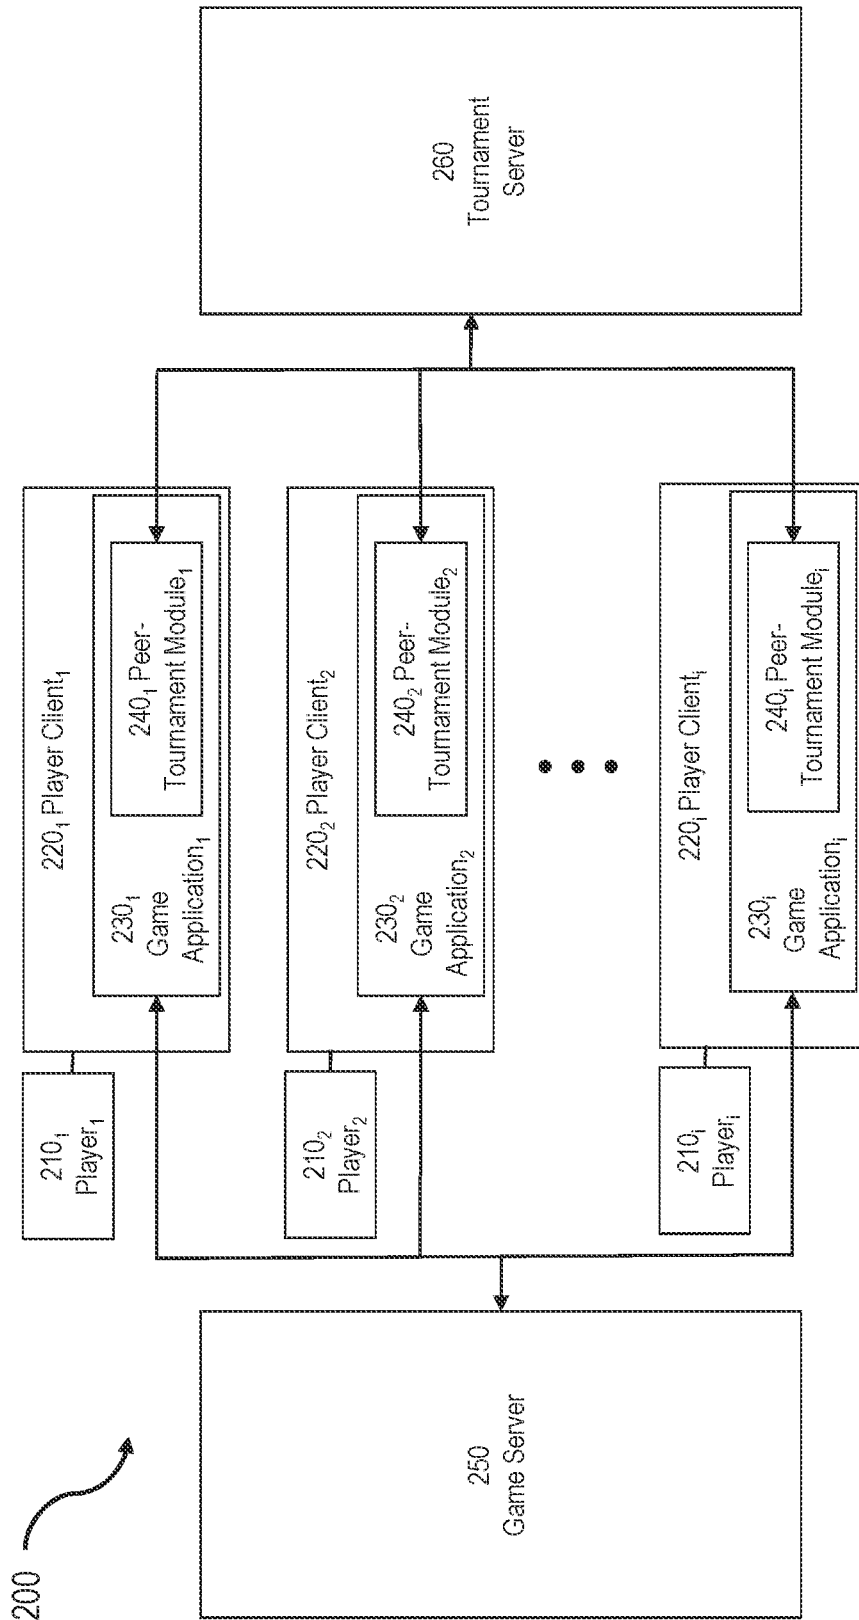 200
210₁
Player₁
220₁ Player Client₁
230₁
Game
Application₁
240₁ Peer-
Tournament Module₁
210₂
Player₂
220₂ Player Client₂
230₂
Game
Application₂
240₂ Peer-
Tournament Module₂
250
Game Server
260
Tournament
Server
210ᵢ
Playerᵢ
220ᵢ Player Clientᵢ
230ᵢ
Game
Applicationᵢ
240ᵢ Peer-
Tournament Moduleᵢ